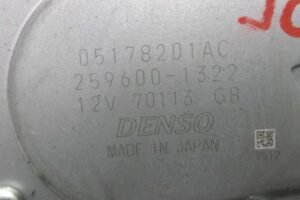 05178201AC
259600-1322
12V 70113 G8
DENSO
MADE IN JAPAN